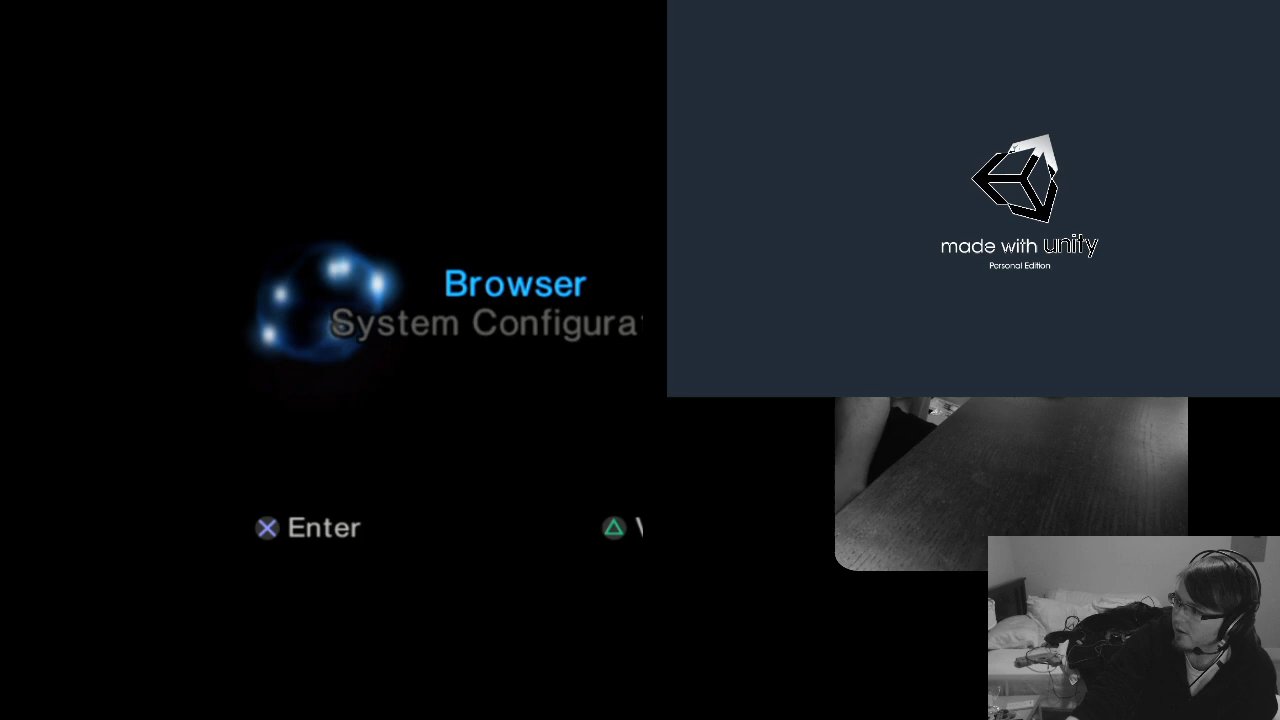 Browser
System Configura
Enter
made with unity
Personal Edition